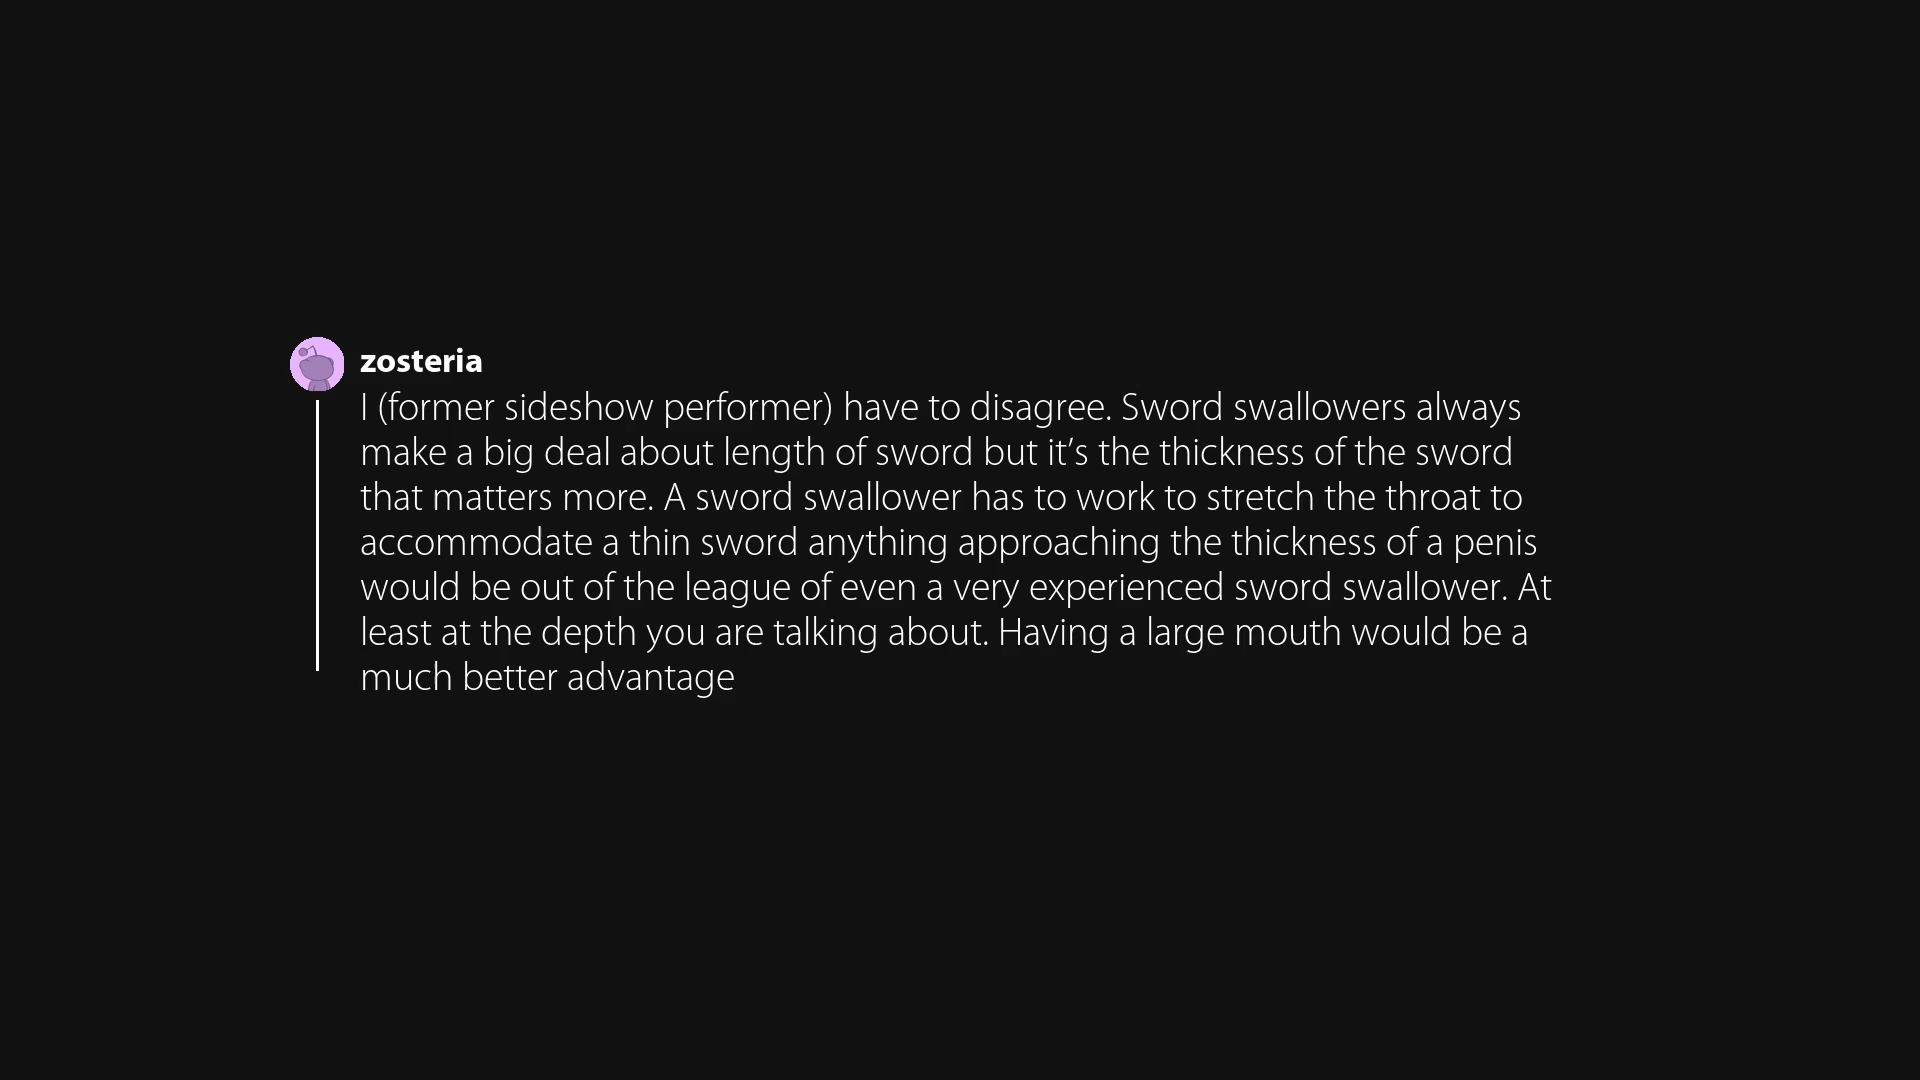 zosteria
I (former sideshow performer) have to disagree. Sword swallowers always
make a big deal about length of sword but it’s the thickness of the sword
that matters more. A sword swallower has to work to stretch the throat to
accommodate a thin sword anything approaching the thickness of a penis
would be out of the league of even a very experienced sword swallower. At
least at the depth you are talking about. Having a large mouth would be a
much better advantage